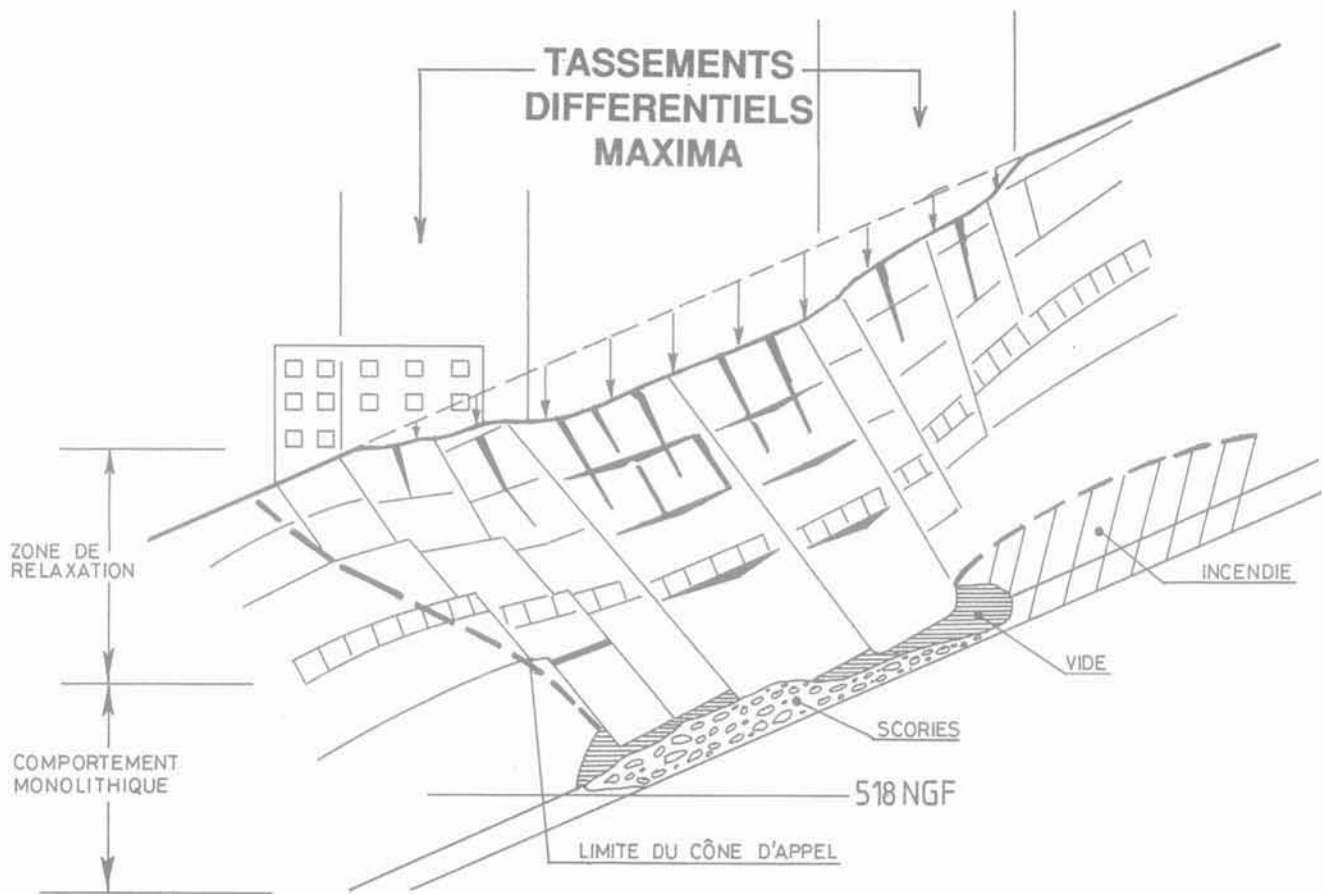 TASSEMENTS
DIFFERENTIELS
MAXIMA
ZONE DE
RELAXATION
INCENDIE
VIDE
SCORIES
COMPORTEMENT
MONOLITHIQUE
518 NGF
LIMITE DU CÔNE D'APPEL